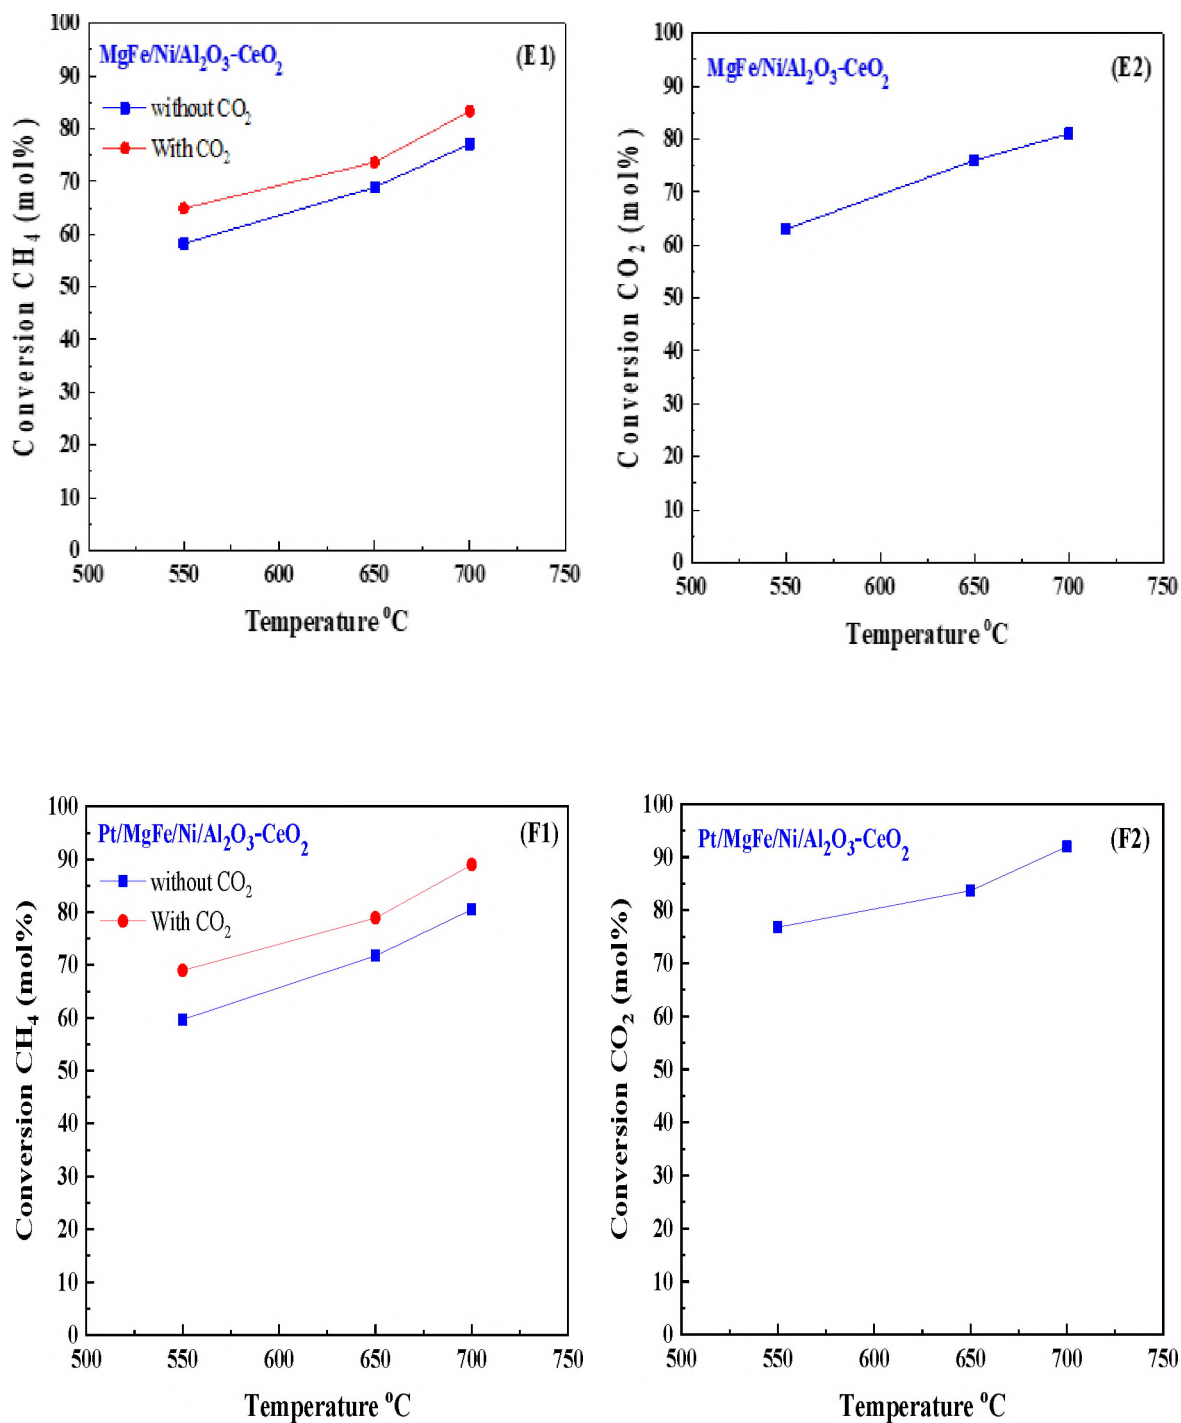 MgFe/Ni/Al₂O₃-CeO₂
(E1)
without CO₂
With CO₂
Conversion CH₄ (mol%)
100
90
80
70
60
50
40
30
20
10
0
500 550 600 650 700 750
Temperature ⁰C
MgFe/Ni/Al₂O₃-CeO₂
(E2)
Conversion CO₂ (mol%)
100
90
80
70
60
50
40
30
20
10
0
500 550 600 650 700 750
Temperature ⁰C
Pt/MgFe/Ni/Al₂O₃-CeO₂
(F1)
without CO₂
With CO₂
Conversion CH₄ (mol%)
100
90
80
70
60
50
40
30
20
10
0
500 550 600 650 700 750
Temperature ⁰C
Pt/MgFe/Ni/Al₂O₃-CeO₂
(F2)
Conversion CO₂ (mol%)
100
90
80
70
60
50
40
30
20
10
0
500 550 600 650 700 750
Temperature ⁰C